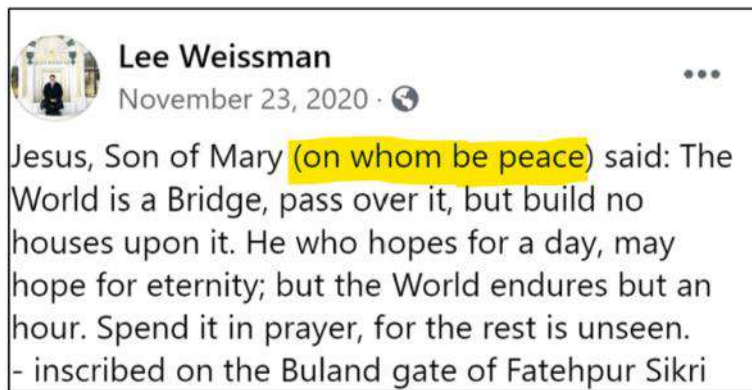 Lee Weissman
November 23, 2020 ·
Jesus, Son of Mary (on whom be peace) said: The
World is a Bridge, pass over it, but build no
houses upon it. He who hopes for a day, may
hope for eternity; but the World endures but an
hour. Spend it in prayer, for the rest is unseen.
- inscribed on the Buland gate of Fatehpur Sikri